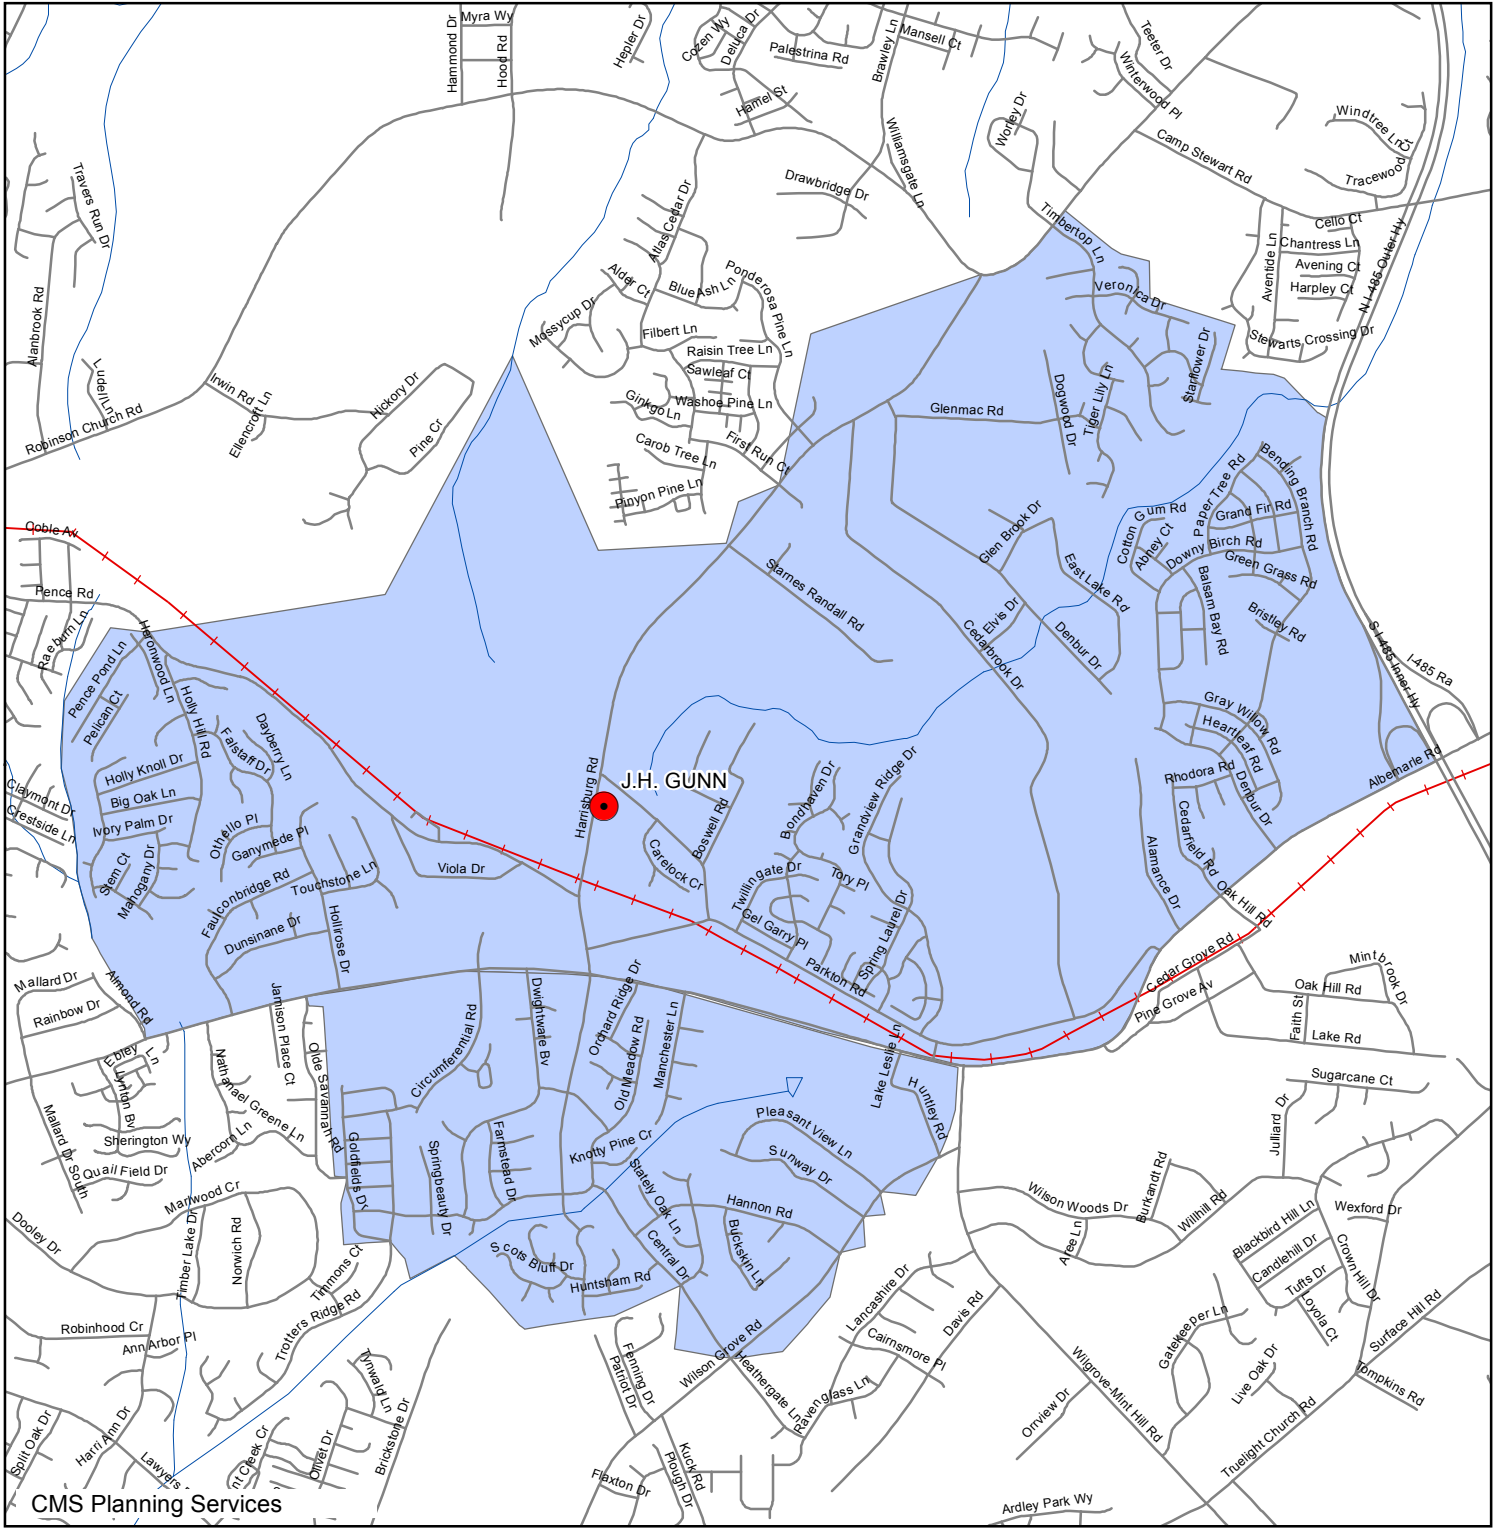 Myra Wy
Hammond Dr
Hood Rd
Hepler Dr
Cozen Wy
Deluca Dr
Palestrina Rd
Brawley Ln
Mansell Ct
Teeter Dr
Winterwood Pl
Hamel St
Worley Dr
Windtree Ln
Tracewood Ct
Camp Stewart Rd
Williamsgate Ln
Drawbridge Dr
Travers Run Dr
Atlas Cedar Dr
Timbertop Ln
Cello Ct
Chantress Ln
Avening Ct
Harpley Ct
Aventide Ln
N I-485 Outer Hy
Stewarts Crossing Dr
Alanbrook Rd
Alder Ct
Blue Ash Ln
Ponderosa Pine Ln
Mossycup Dr
Filbert Ln
Raisin Tree Ln
Sawleaf Ct
Washoe Pine Ln
Ginkgo Ln
Carob Tree Ln
First Run Ct
Pinyon Pine Ln
Veronica Dr
Starflower Dr
Tiger Lily Ln
Dogwood Dr
Glenmac Rd
Ludell Ln
Robinson Church Rd
Irwin Rd
Ellencroft Ln
Hickory Dr
Pine Cr
Coble Av
Pence Rd
Raeburn Ln
Bending Branch Rd
Paper Tree Rd
Grand Fir Rd
Cotton Gum Rd
Abney Ct
Downy Birch Rd
Green Grass Rd
Balsam Bay Rd
Bristley Rd
Glen Brook Dr
East Lake Rd
Elvis Dr
Denbur Dr
Cedarbrook Dr
Starnes Randall Rd
S I-485 Inner Hy
I-485 Ra
Heronwood Ln
Pence Pond Ln
Pelican Ct
Holly Hill Rd
Falstaff Dr
Dayberry Ln
Holly Knoll Dr
Big Oak Ln
Ivory Palm Dr
Claymont Dr
Crestside Ln
Stem Ct
Mahogany Dr
Othello Pl
Ganymede Pl
Faulconbridge Rd
Touchstone Ln
Dunsinane Dr
Hollirose Dr
Viola Dr
Harrisburg Rd
J.H. GUNN
Boswell Rd
Carelock Cr
Bondhaven Dr
Grandview Ridge Dr
Twillingate Dr
Tory Pl
Gel Garry Pl
Spring Laurel Dr
Parkton Rd
Gray Willow Rd
Heartleaf Rd
Rhodora Rd
Denbur Dr
Cedarfield Rd
Alamance Dr
Albemarle Rd
Oak Hill Rd
Cedar Grove Rd
Pine Grove Av
Mintbrook Dr
Oak Hill Rd
Faith St
Lake Rd
Mallard Dr
Rainbow Dr
Almond Rd
Ebley Ln
Lynton Bv
Sherington Wy
Quail Field Dr
Mallard Dr South
Jamison Place Ct
Olde Savannah Rd
Nathanael Greene Ln
Abercorn Ln
Circumferential Rd
Dwightware Bv
Orchard Ridge Dr
Old Meadow Rd
Manchester Ln
Lake Leslie Ln
Huntley Rd
Pleasant View Ln
Sunway Dr
Knotty Pine Cr
Stately Oak Ln
Goldfields Dr
Springbeauty Dr
Farmstead Dr
Hannon Rd
Buckskin Ln
Central Dr
Scots Bluff Dr
Huntsham Rd
Sugarcane Ct
Julliard Dr
Marlwood Cr
Dooley Dr
Timber Lake Dr
Norwich Rd
Timmons Ct
Trotters Ridge Rd
Robinhood Cr
Ann Arbor Pl
Wilson Woods Dr
Burkandt Rd
Willhill Rd
Aree Ln
Blackbird Hill Ln
Candlehill Dr
Tufts Dr
Loyola Ct
Wexford Dr
Crown Hill Dr
Surface Hill Rd
Gatekeeper Ln
Live Oak Dr
Tompkins Rd
Truelight Church Rd
Lancashire Dr
Davis Rd
Cairnsmore Pl
Ravenglass Ln
Wilson Grove Rd
Heathergate Ln
Fenning Dr
Patriot Dr
Wilgrove-Mint Hill Rd
Orrview Dr
Tynwald Ln
Brickstone Dr
Olivet Dr
nt Creek Cr
Split Oak Dr
Harri Ann Dr
Lawyers
Kuck Rd
Plough Dr
Flaxton Dr
Ardley Park Wy
CMS Planning Services